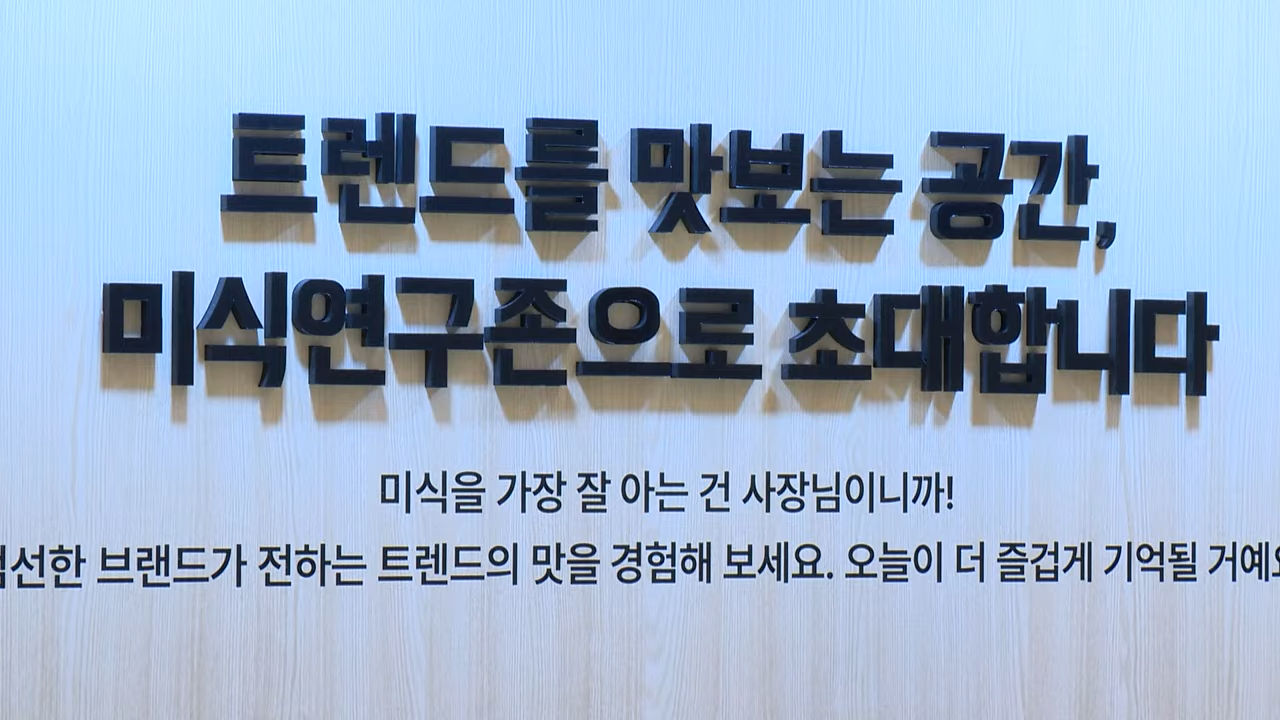 트렌드를 맛보는 공간,
미식연구존으로 초대합니다
미식을 가장 잘 아는 건 사장님이니까!
브랜드가 전하는 트렌드의 맛을 경험해 보세요. 오늘이 더 즐겁게 기억될